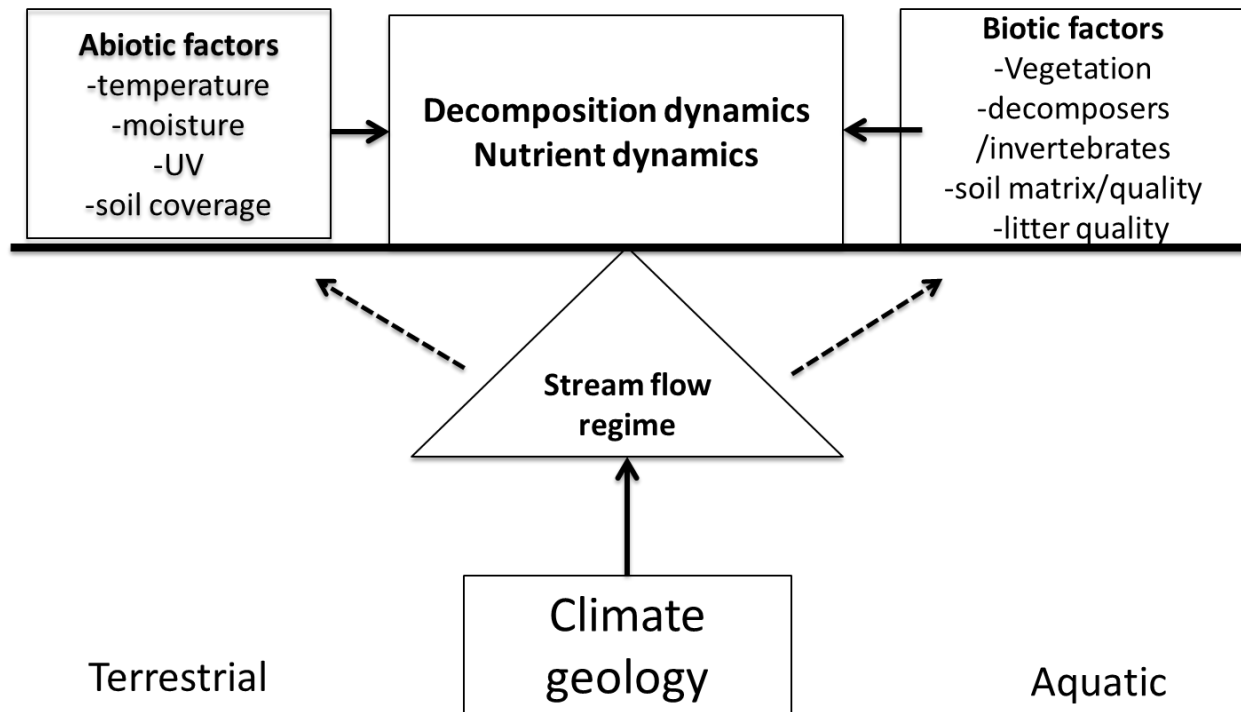 Abiotic factors
-temperature
-moisture
-UV
-soil coverage
Decomposition dynamics
Nutrient dynamics
Biotic factors
-Vegetation
-decomposers
/invertebrates
-soil matrix/quality
-litter quality
Stream flow
regime
Climate
geology
Terrestrial
Aquatic